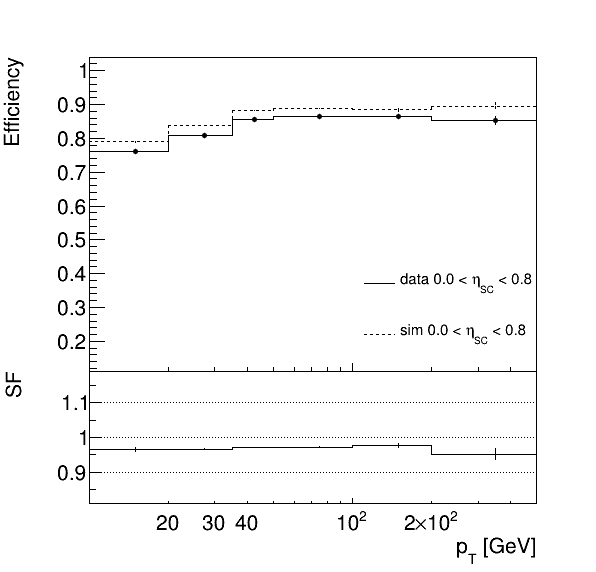 Efficiency
1
0.9
0.8
0.7
0.6
0.5
0.4
0.3
0.2
data 0.0 < η_SC < 0.8
sim 0.0 < η_SC < 0.8
SF
1.1
1
0.9
20 30 40 10² 2×10²
p_T [GeV]